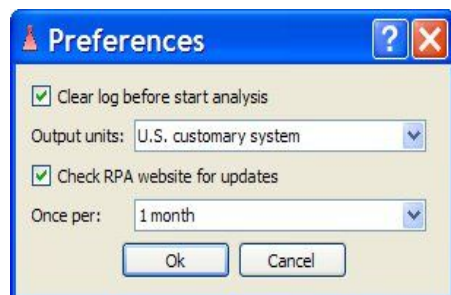 Preferences
?
X
Clear log before start analysis
Output units: U.S. customary system
Check RPA website for updates
Once per: 1 month
Ok Cancel